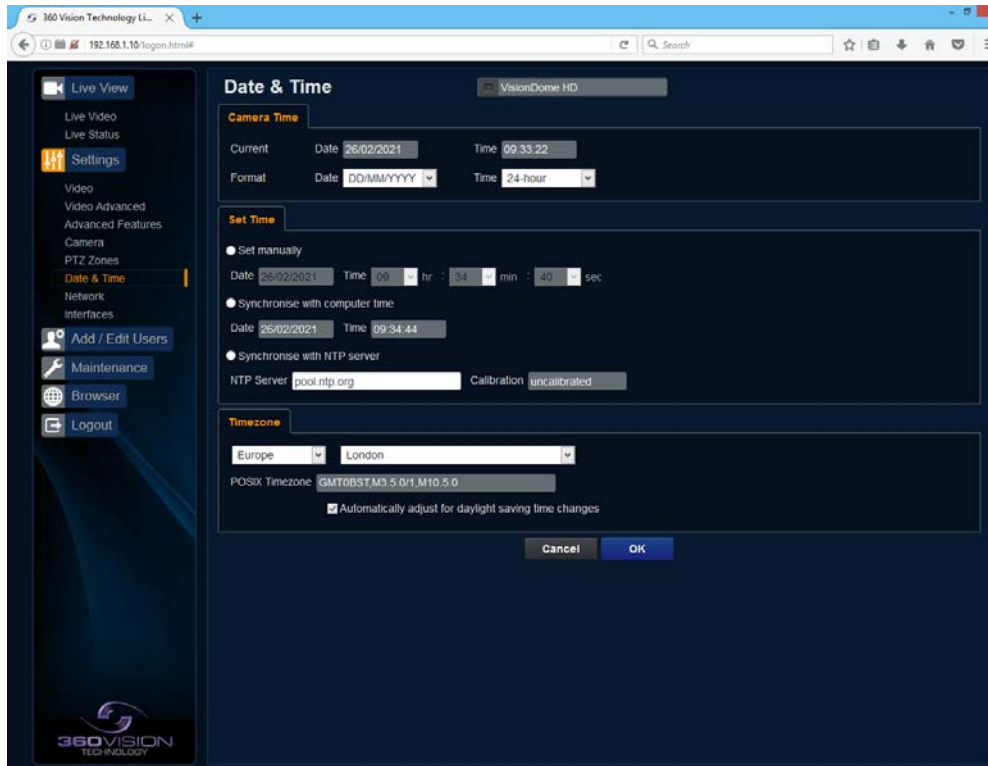 360 Vision Technology Li...
192.168.1.10/logon.html#
Search
Live View
Live Video
Live Status
Settings
Video
Video Advanced
Advanced Features
Camera
PTZ Zones
Date & Time
Network
Interfaces
Add / Edit Users
Maintenance
Browser
Logout
360VISION
TECHNOLOGY
Date & Time VisionDome HD
Camera Time
Current Date 26/02/2021 Time 09:33:22
Format Date DD/MM/YYYY Time 24-hour
Set Time
Set manually
Date 26/02/2021 Time 09 hr : 34 min : 40 sec
Synchronise with computer time
Date 26/02/2021 Time 09:34:44
Synchronise with NTP server
NTP Server pool.ntp.org Calibration uncalibrated
Timezone
Europe London
POSIX Timezone GMT0BST,M3.5.0/1,M10.5.0
Automatically adjust for daylight saving time changes
Cancel OK